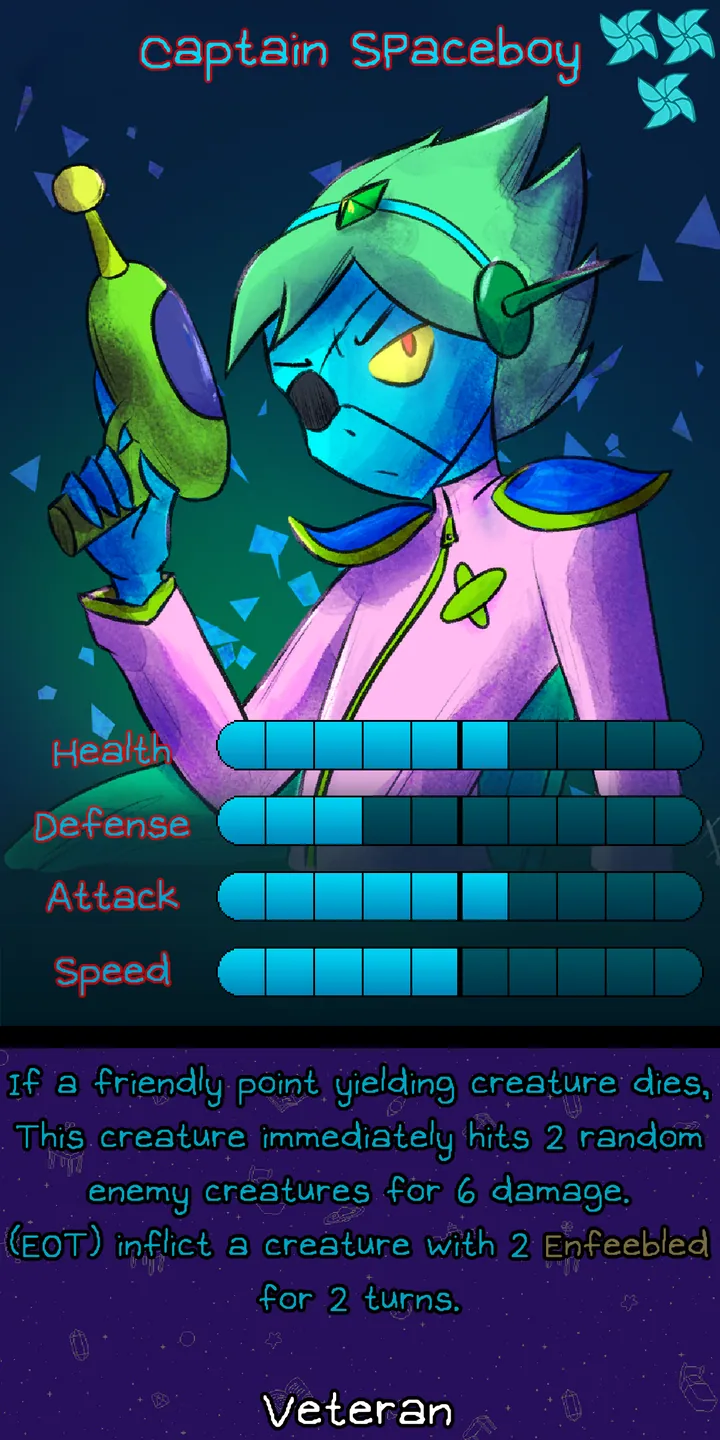 Captain SPaceboy
Health
Defense
Attack
Speed
If a friendly point yielding creature dies,
This creature immediately hits 2 random
enemy creatures for 6 damage.
(EOT) inflict a creature with 2 Enfeebled
for 2 turns.
Veteran